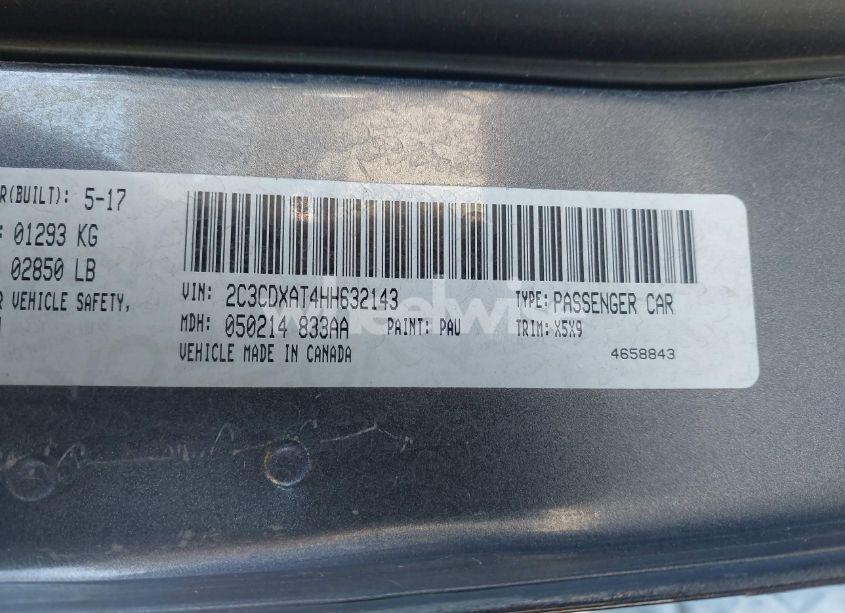 R(BUILT): 5-17
: 01293 KG
02850 LB
R VEHICLE SAFETY,
VIN: 2C3CDXAT4HH632143 TYPE: PASSENGER CAR
MDH: 050214 833AA PAINT: PAU TRIM: X5X9
VEHICLE MADE IN CANADA 4658843
wheelwise